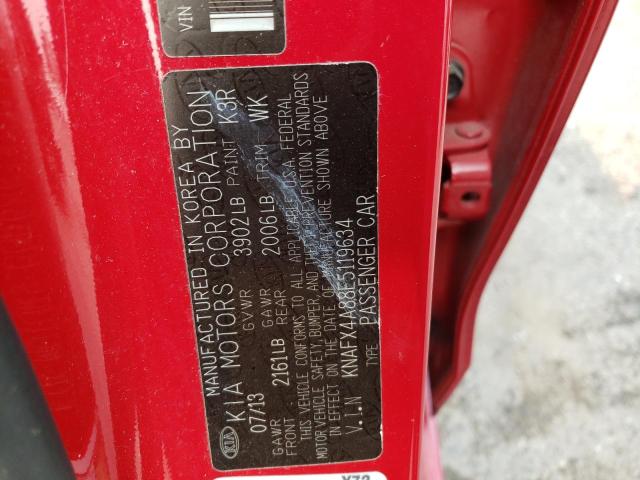 VIN
MANUFACTURED IN KOREA BY
KIA KIA MOTORS CORPORATION
07/13 GVWR 3902LB PAINT K3R
GAWR FRONT 2161LB GAWR REAR 2006LB TRIM WK
THIS VEHICLE CONFORMS TO ALL APPLICABLE U.S.A. FEDERAL
MOTOR VEHICLE SAFETY, BUMPER, AND THEFT PREVENTION STANDARDS
IN EFFECT ON THE DATE OF MANUFACTURE SHOWN ABOVE
V.I.N KNAFX4A88E5119634
TYPE PASSENGER CAR